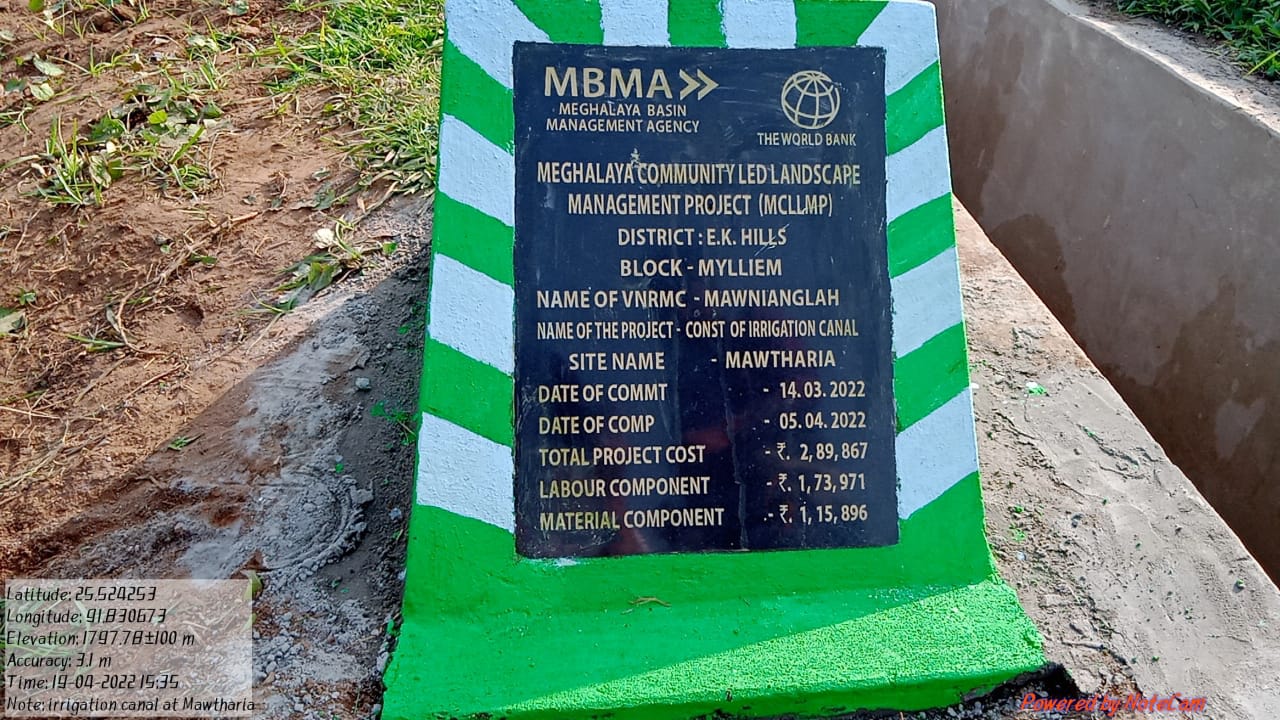 MBMA>>
MEGHALAYA BASIN
MANAGEMENT AGENCY
THE WORLD BANK
MEGHALAYA COMMUNITY LED LANDSCAPE
MANAGEMENT PROJECT (MCLLMP)
DISTRICT : E.K. HILLS
BLOCK - MYLLIEM
NAME OF VNRMC - MAWNIANGLAH
NAME OF THE PROJECT - CONST OF IRRIGATION CANAL
SITE NAME - MAWTHARIA
DATE OF COMMT - 14.03.2022
DATE OF COMP - 05.04.2022
TOTAL PROJECT COST - ₹. 2,89,867
LABOUR COMPONENT - ₹. 1,73,971
MATERIAL COMPONENT - ₹. 1,15,896
Latitude: 25.524253
Longitude: 91.830673
Elevation: 1797.78±100 m
Accuracy: 3.1 m
Time: 19-04-2022 15:35
Note: irrigation canal at Mawtharia
Powered by NoteCam